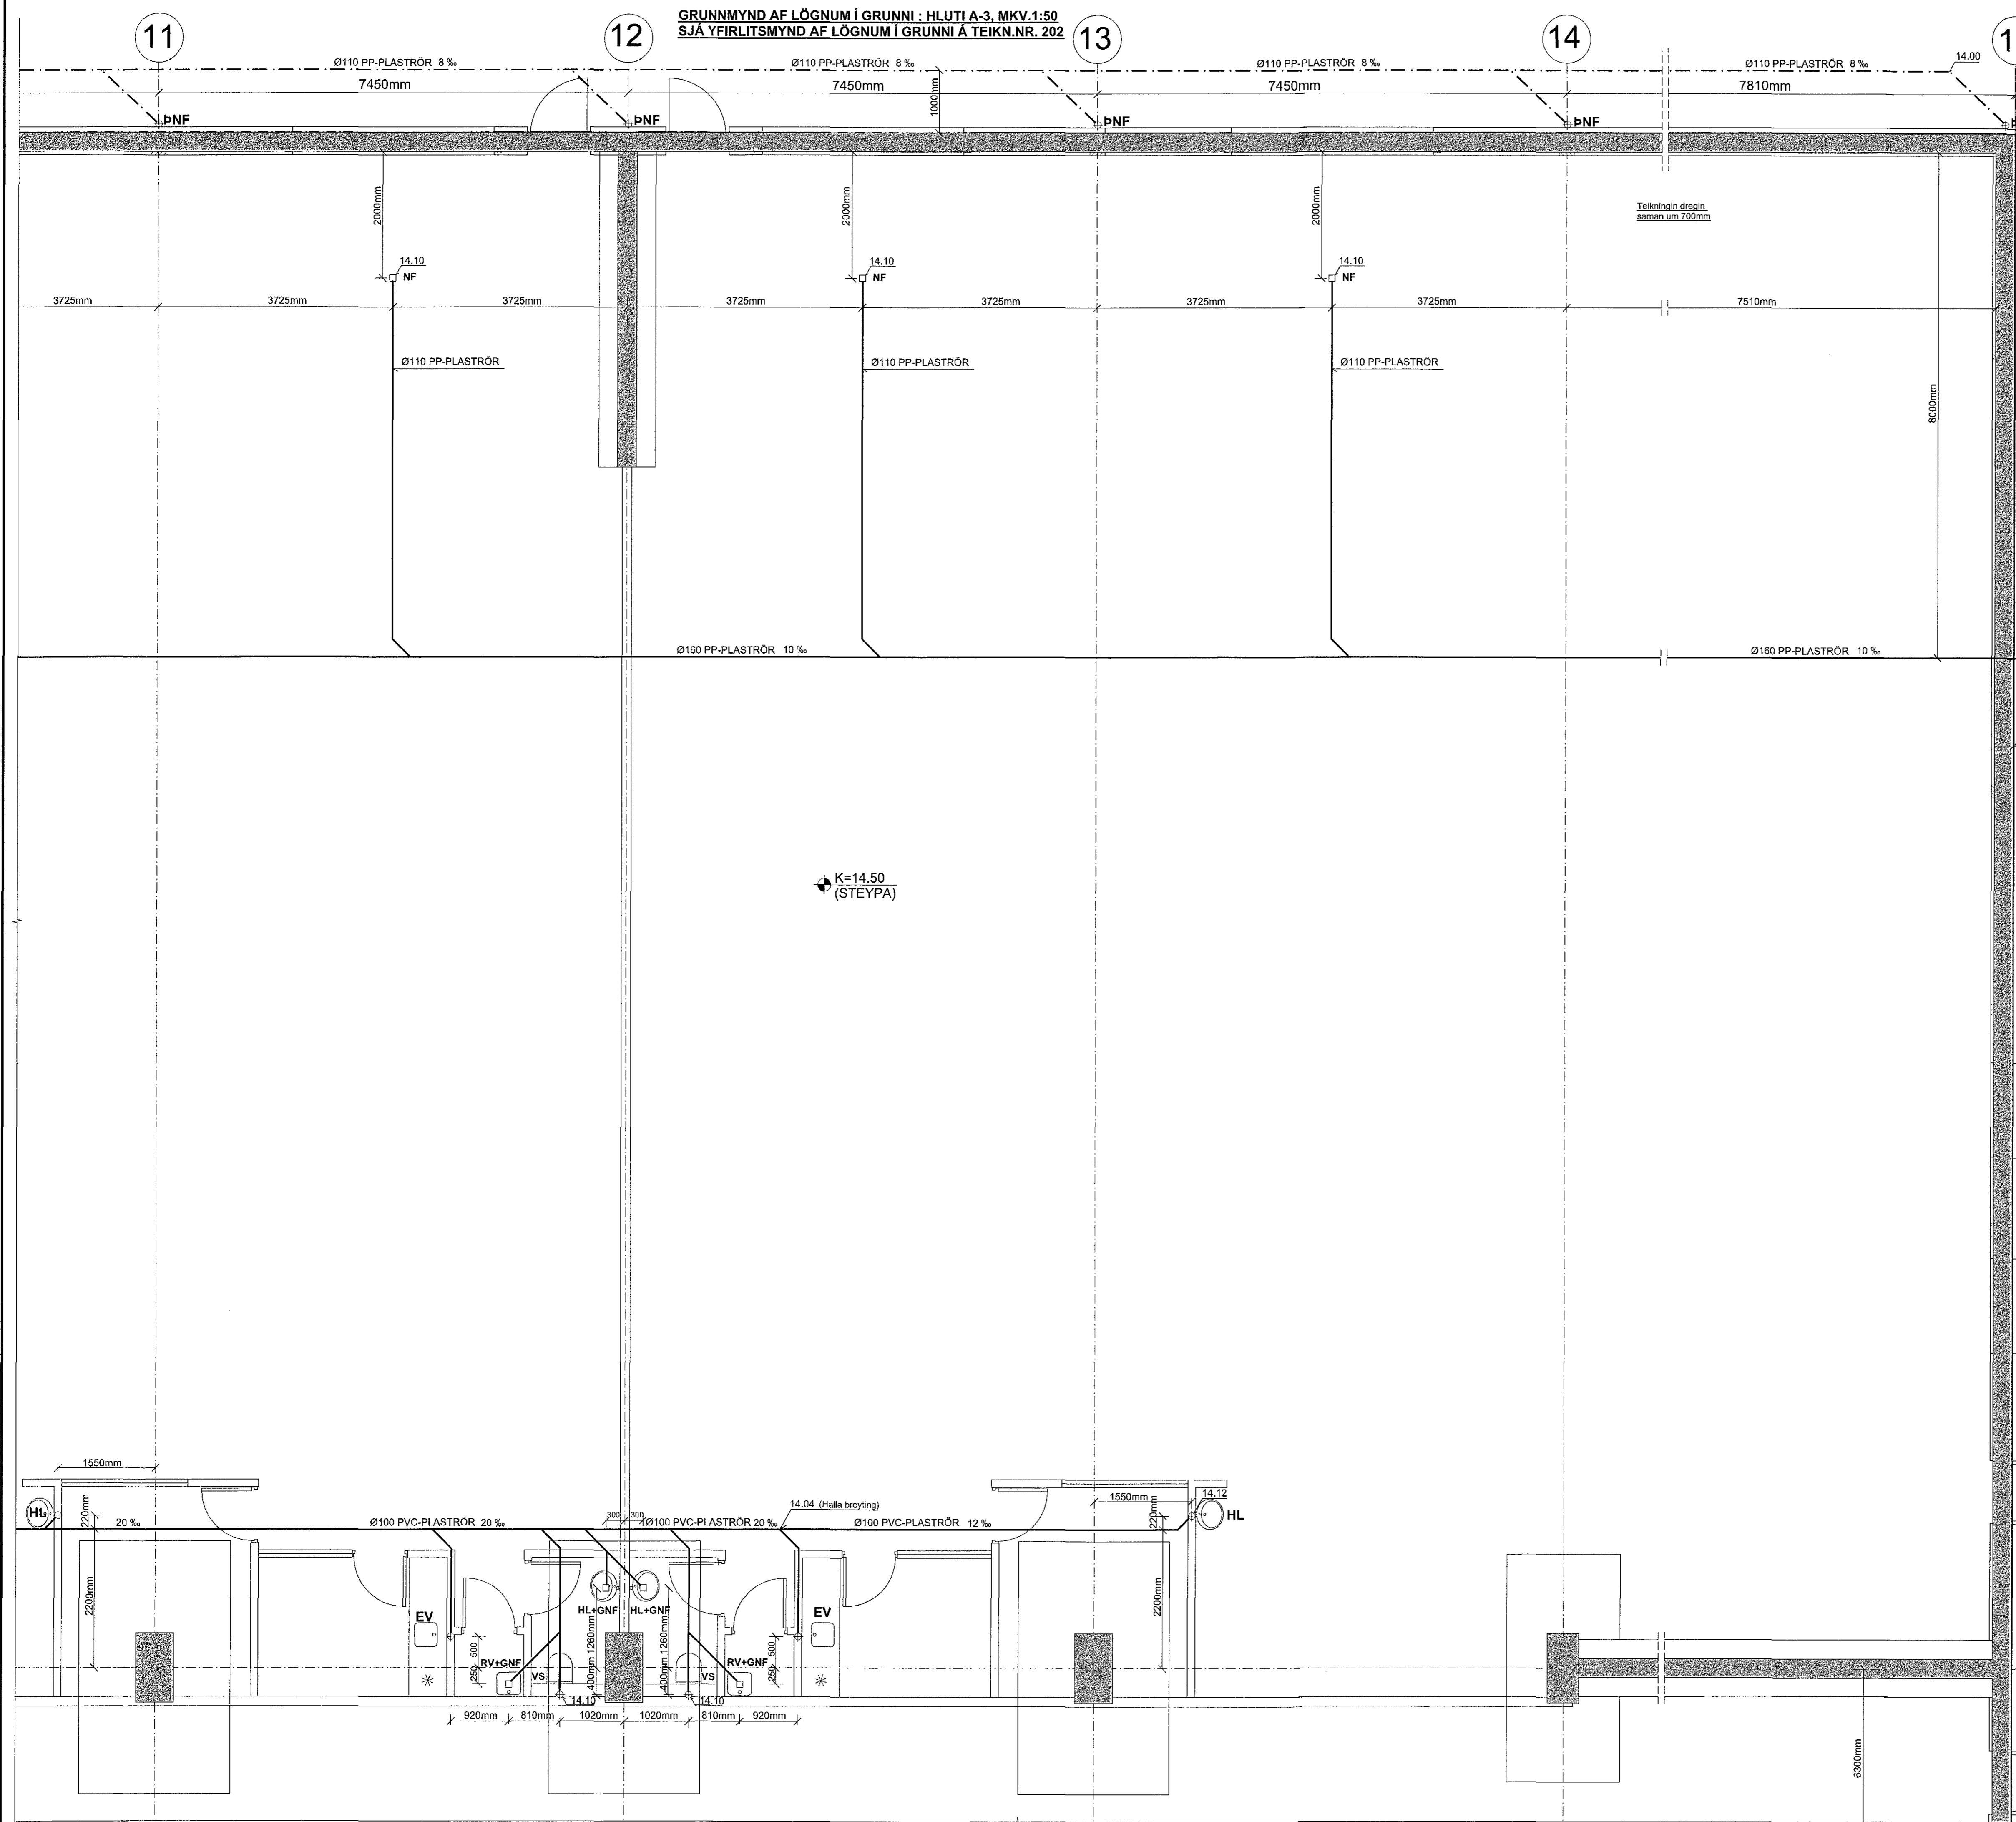 GRUNNMYND AF LÖGNUM Í GRUNNI : HLUTI A-3, MKV.1:50
SJÁ YFIRLITSMYND AF LÖGNUM Í GRUNNI Á TEIKN.NR. 202
11
12
13
14
Ø110 PP-PLASTRÖR 8 ‰
Ø110 PP-PLASTRÖR 8 ‰
Ø110 PP-PLASTRÖR 8 ‰
Ø110 PP-PLASTRÖR 8 ‰
14.00
7450mm
7450mm
7450mm
7810mm
1000mm
ÞNF
ÞNF
ÞNF
ÞNF
2000mm
2000mm
2000mm
Teikningin dregin
saman um 700mm
14.10
NF
14.10
NF
14.10
NF
3725mm
3725mm
3725mm
3725mm
3725mm
3725mm
3725mm
7510mm
Ø110 PP-PLASTRÖR
Ø110 PP-PLASTRÖR
Ø110 PP-PLASTRÖR
8000mm
Ø160 PP-PLASTRÖR 10 ‰
Ø160 PP-PLASTRÖR 10 ‰
K=14.50
(STEYPA)
1550mm
1550mm
14.12
HL
220mm
220mm
HL
14.04 (Halla breyting)
300
300
20 ‰
Ø100 PVC-PLASTRÖR 20 ‰
Ø100 PVC-PLASTRÖR 20 ‰
Ø100 PVC-PLASTRÖR 12 ‰
2200mm
2200mm
EV
HL+GNF
HL+GNF
EV
1260mm
1260mm
500
500
250
250
400mm
400mm
RV+GNF
VS
VS
RV+GNF
14.10
14.10
920mm
810mm
1020mm
1020mm
810mm
920mm
6300mm